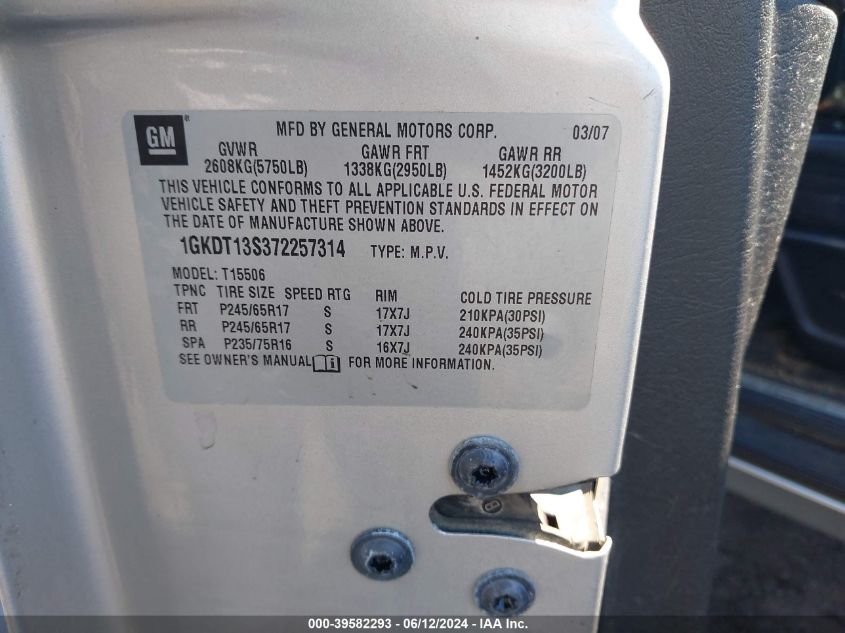 GM ®
MFD BY GENERAL MOTORS CORP. 03/07
GVWR GAWR FRT GAWR RR
2608KG(5750LB) 1338KG(2950LB) 1452KG(3200LB)
THIS VEHICLE CONFORMS TO ALL APPLICABLE U.S. FEDERAL MOTOR
VEHICLE SAFETY AND THEFT PREVENTION STANDARDS IN EFFECT ON
THE DATE OF MANUFACTURE SHOWN ABOVE.
1GKDT13S372257314 TYPE: M.P.V.
MODEL: T15506
TPNC TIRE SIZE SPEED RTG RIM COLD TIRE PRESSURE
FRT P245/65R17 S 17X7J 210KPA(30PSI)
RR P245/65R17 S 17X7J 240KPA(35PSI)
SPA P235/75R16 S 16X7J 240KPA(35PSI)
SEE OWNER'S MANUAL FOR MORE INFORMATION.
000-39582293 - 06/12/2024 - IAA Inc.